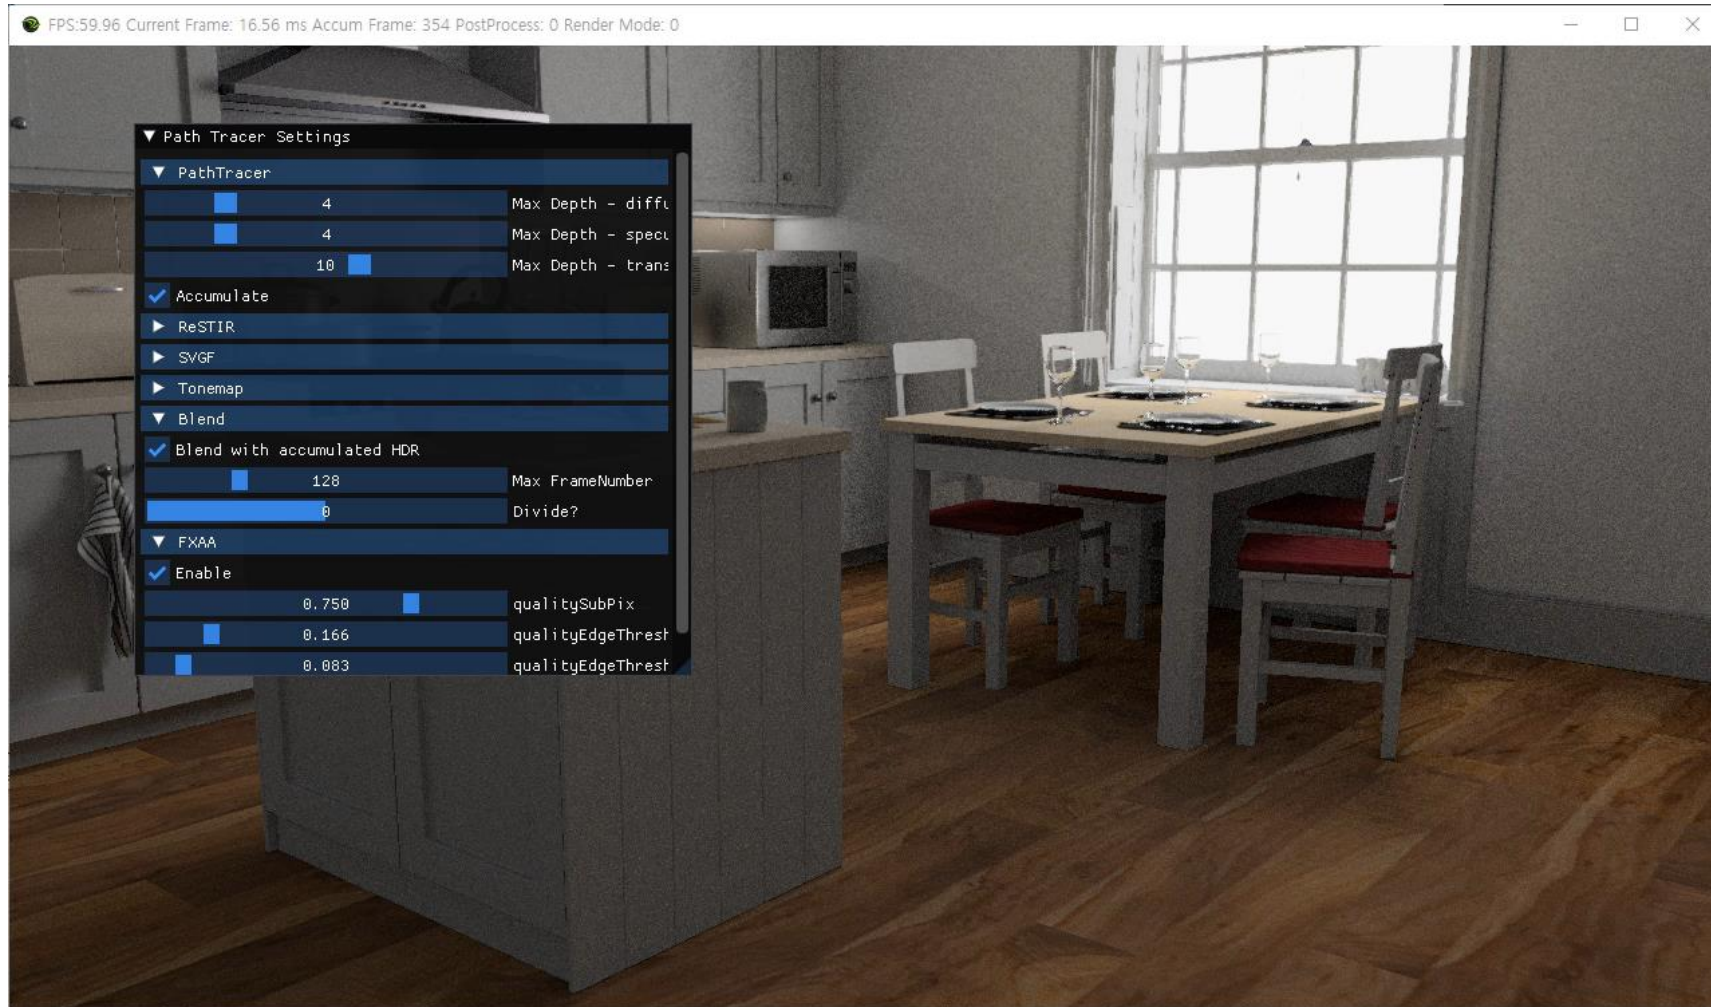 FPS:59.96 Current Frame: 16.56 ms Accum Frame: 354 PostProcess: 0 Render Mode: 0
Path Tracer Settings
PathTracer
4 Max Depth - diffu
4 Max Depth - specu
10 Max Depth - trans
Accumulate
ReSTIR
SVGF
Tonemap
Blend
Blend with accumulated HDR
128 Max FrameNumber
0 Divide?
FXAA
Enable
0.750 qualitySubPix
0.166 qualityEdgeThresh
0.083 qualityEdgeThresh